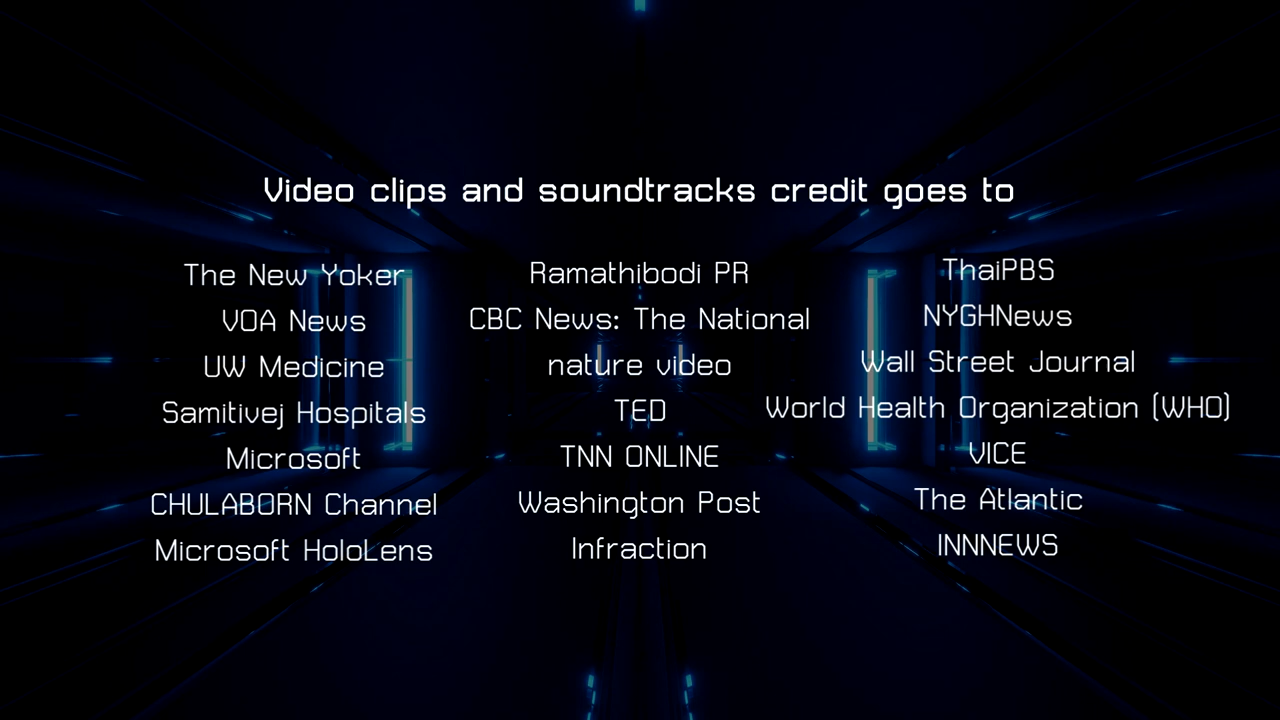 Video clips and soundtracks credit goes to
The New Yoker
VOA News
UW Medicine
Samitivej Hospitals
Microsoft
CHULABORN Channel
Microsoft HoloLens
Ramathibodi PR
CBC News: The National
nature video
TED
TNN ONLINE
Washington Post
Infraction
ThaiPBS
NYGHNews
Wall Street Journal
World Health Organization (WHO)
VICE
The Atlantic
INNNEWS